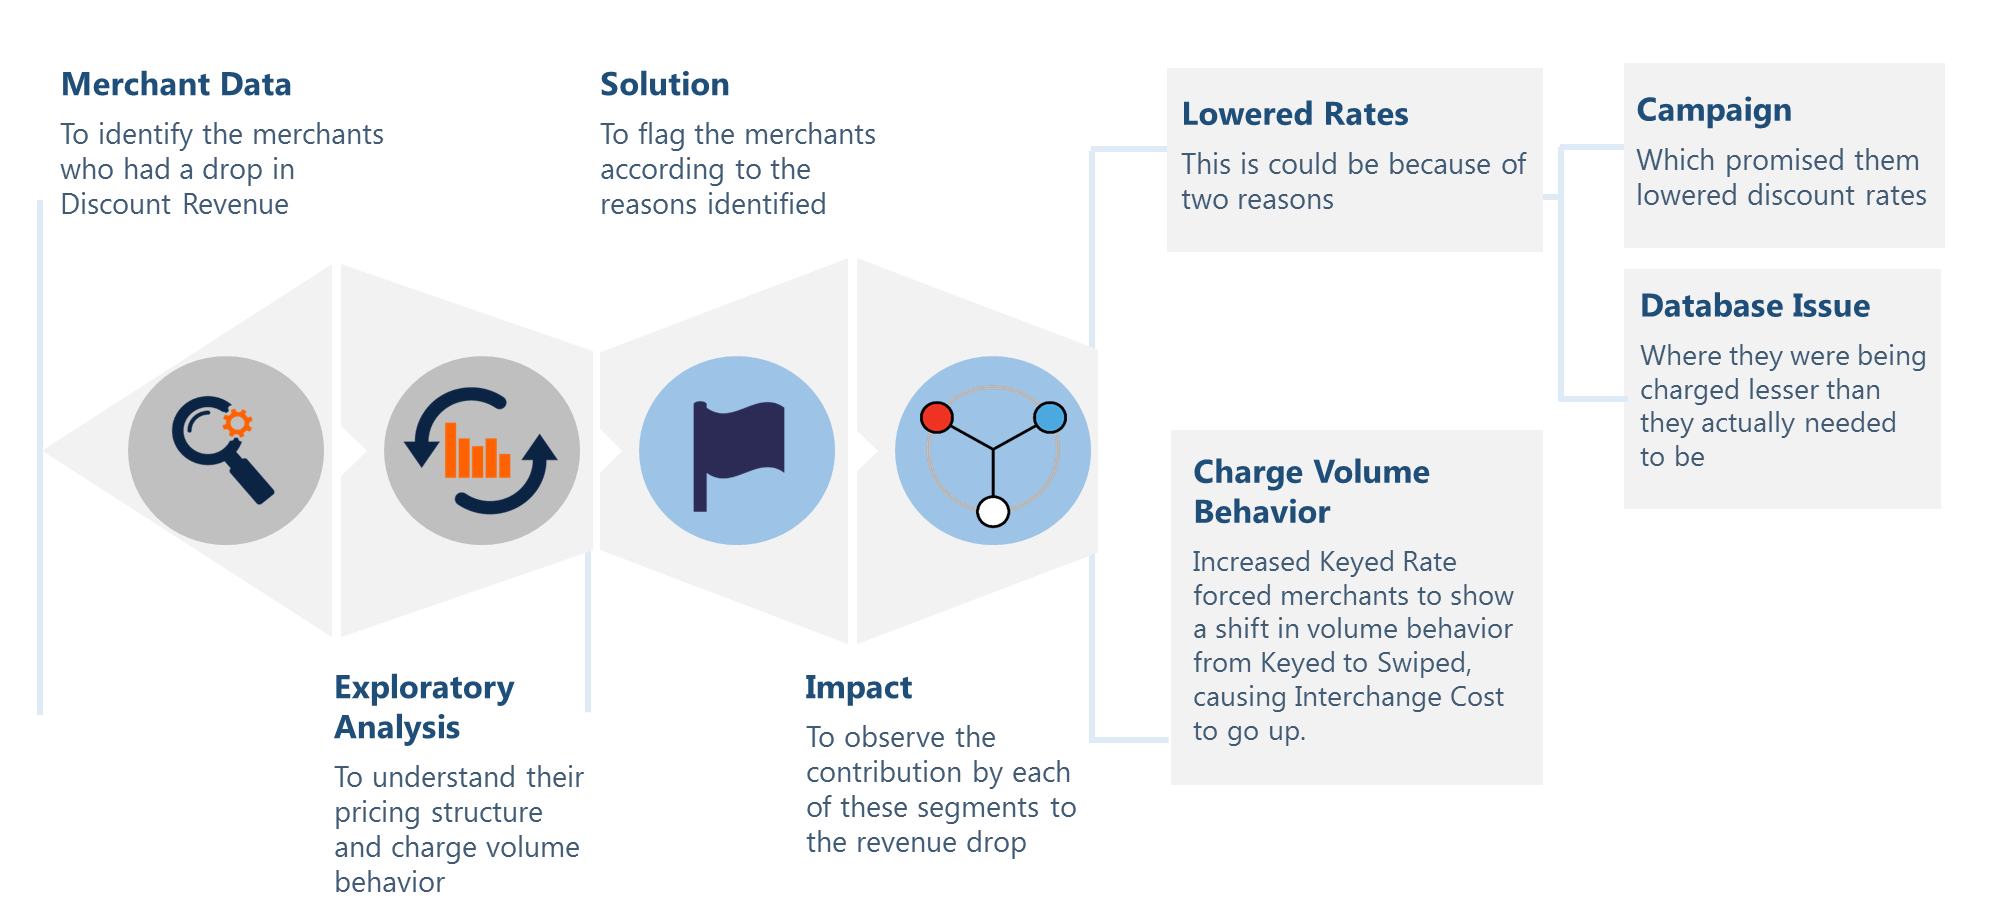 Merchant Data
To identify the merchants
who had a drop in
Discount Revenue
Exploratory
Analysis
To understand their
pricing structure
and charge volume
behavior
Solution
To flag the merchants
according to the
reasons identified
Impact
To observe the
contribution by each
of these segments to
the revenue drop
Lowered Rates
This is could be because of
two reasons
Campaign
Which promised them
lowered discount rates
Database Issue
Where they were being
charged lesser than
they actually needed
to be
Charge Volume
Behavior
Increased Keyed Rate
forced merchants to show
a shift in volume behavior
from Keyed to Swiped,
causing Interchange Cost
to go up.